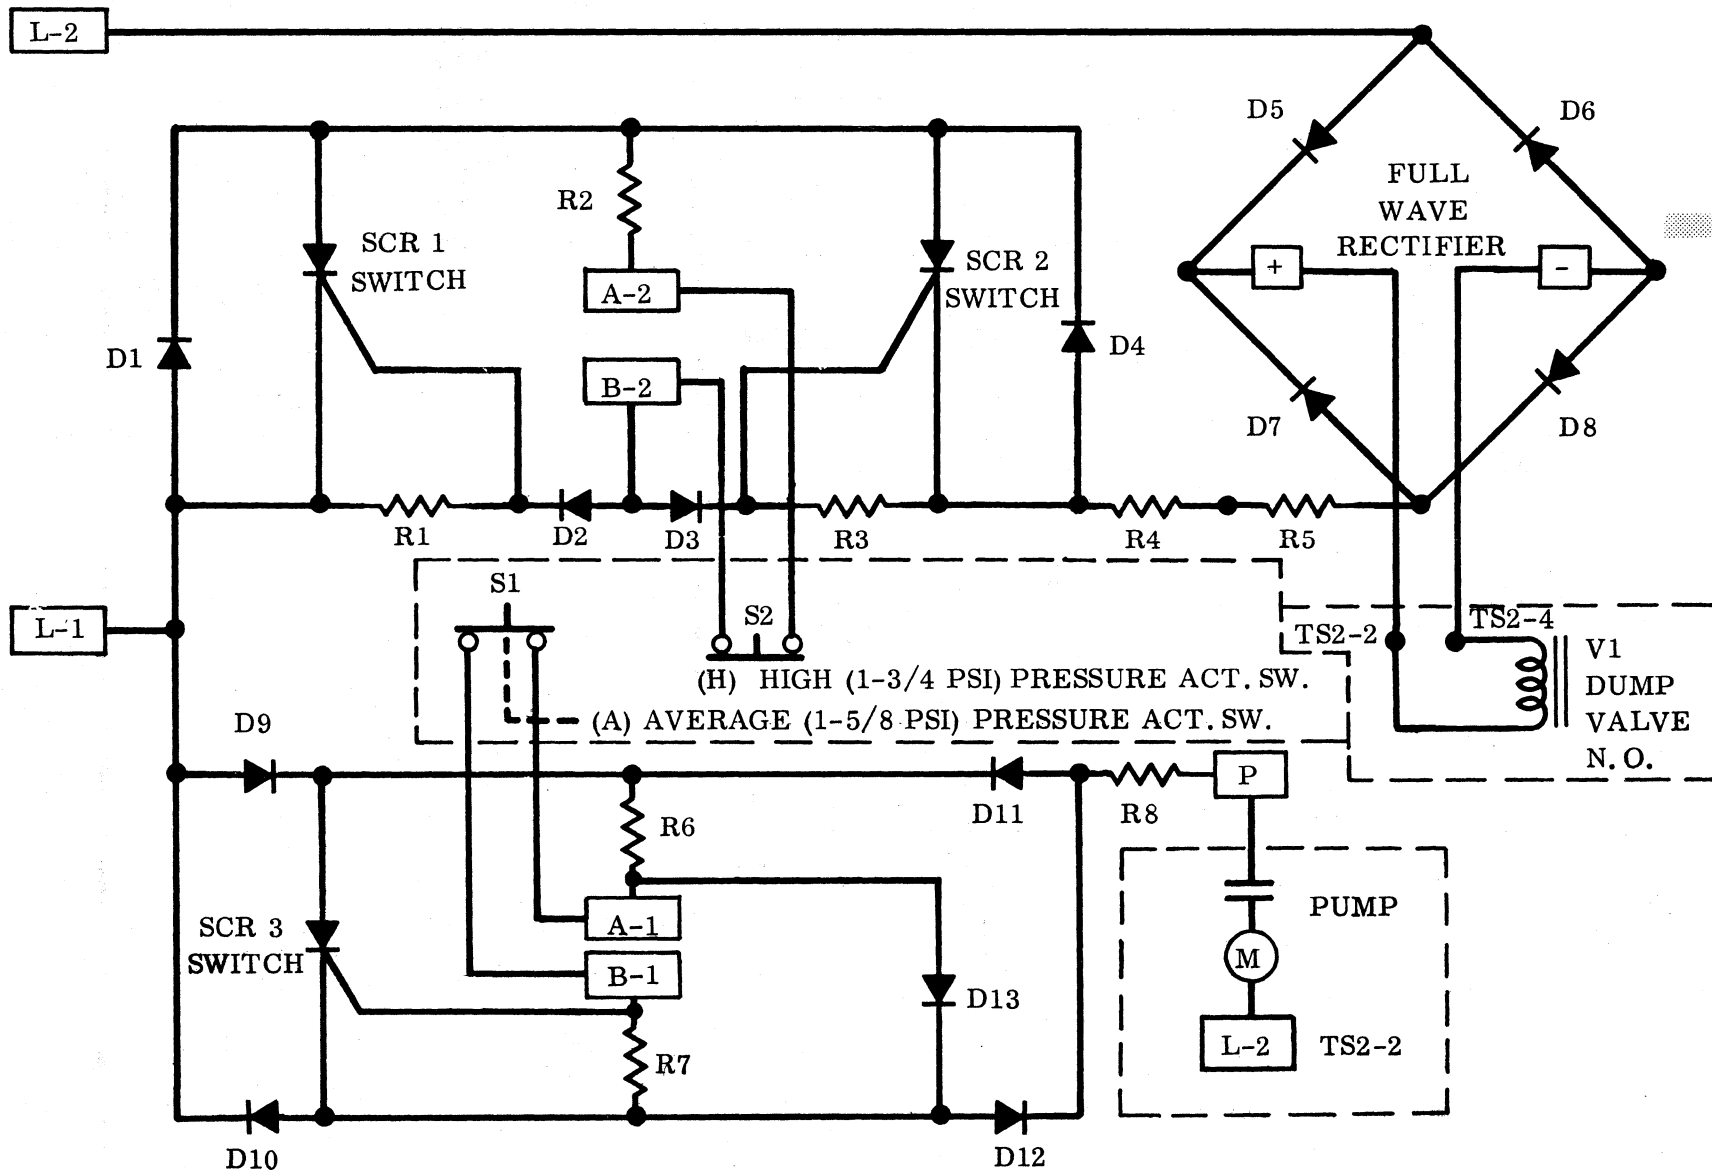 L-2
D5
D6
FULL
WAVE
RECTIFIER
R2
SCR 1
SWITCH
SCR 2
SWITCH
+
-
A-2
D1
D4
B-2
D7
D8
R1
D2
D3
R3
R4
R5
S1
S2
L-1
TS2-2
TS2-4
(H) HIGH (1-3/4 PSI) PRESSURE ACT. SW.
(A) AVERAGE (1-5/8 PSI) PRESSURE ACT. SW.
V1
DUMP
VALVE
N. O.
D9
D11
R8
P
R6
A-1
PUMP
SCR 3
SWITCH
B-1
M
D13
L-2
TS2-2
R7
D10
D12